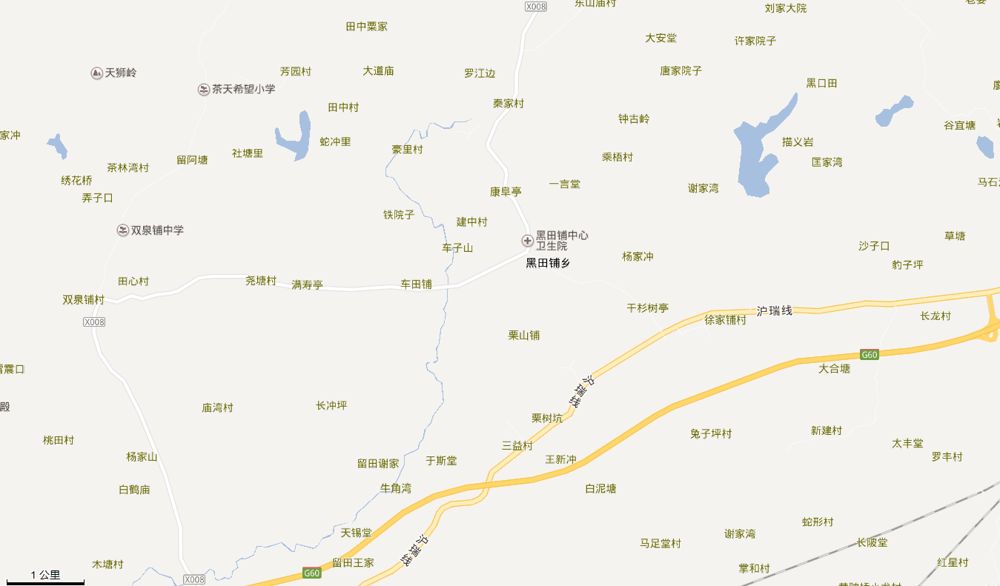 X008
东山庙村
刘家大院
田中粟家
大安堂
许家院子
天狮岭
芳园村
大道庙
罗江边
唐家院子
黑口田
茶天希望小学
秦家村
田中村
钟吉岭
谷宜塘
家冲
蛇冲里
描义岩
豪里村
社塘里
留阿塘
乘梧村
匡家湾
茶林湾村
绣花桥
一言堂
谢家湾
弄子口
康阜亭
铁院子
建中村
双泉铺中学
黑田铺中心
卫生院
车子山
草塘
沙子口
黑田铺乡
杨家冲
豹子坪
田心村
尧塘村
满寿亭
车田铺
双泉铺村
干杉树亭
沪瑞线
徐家铺村
长龙村
X008
栗山铺
G60
大合塘
沪瑞线
庙湾村
长冲坪
栗树坑
兔子坪村
新建村
桃田村
三益村
太丰堂
杨家山
留田谢家
于斯堂
王新冲
罗丰村
白鹤庙
牛角湾
白泥塘
蛇形村
天锡堂
谢家湾
沪瑞线
马足堂村
长陂堂
木塘村
留田王家
红星村
掌和村
1 公里
G60
X008